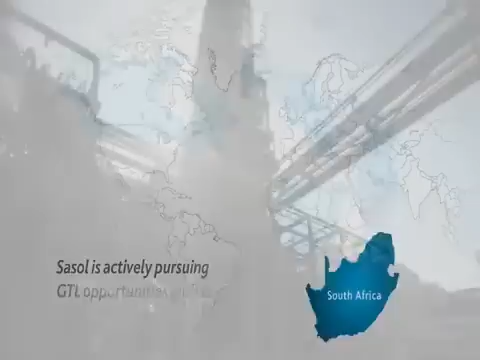 Sasol is actively pursuing
GTL opportunities
South Africa